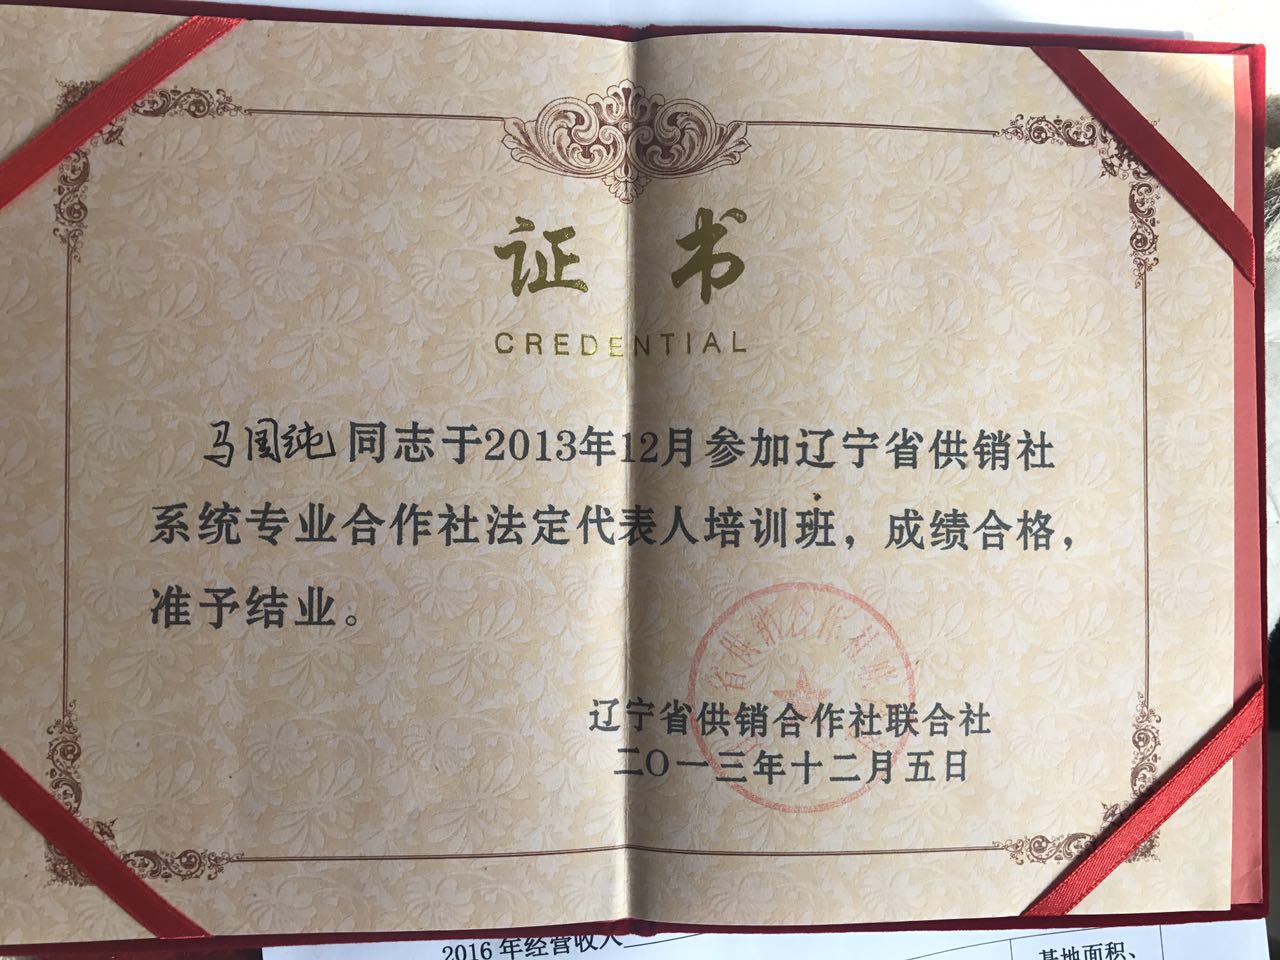 证 书
CREDENTIAL
马国纯同志于2013年12月参加辽宁省供销社
系统专业合作社法定代表人培训班，成绩合格，
准予结业。
辽宁省供销合作社联合社
二〇一三年十二月五日
2016年经营收入
基地面积、